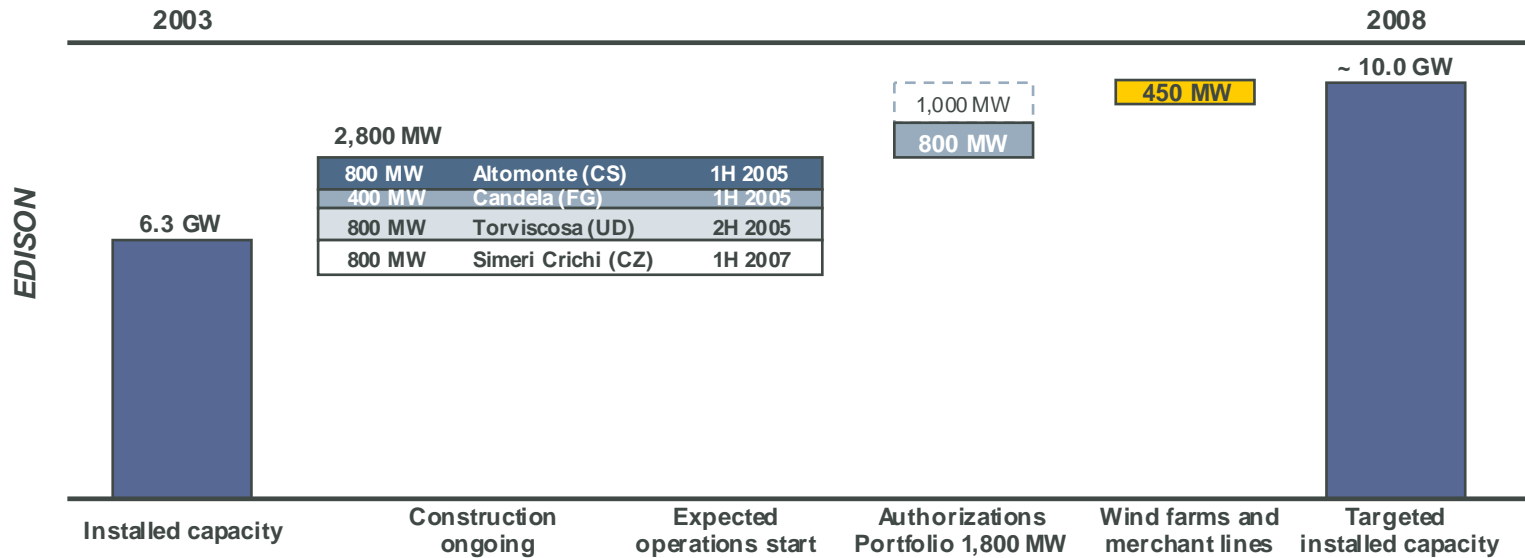 2003
2008
~ 10.0 GW
1,000 MW
450 MW
2,800 MW
800 MW
800 MW Altomonte (CS) 1H 2005
400 MW Candela (FG) 1H 2005
6.3 GW
800 MW Torviscosa (UD) 2H 2005
800 MW Simeri Crichi (CZ) 1H 2007
EDISON
Installed capacity
Construction
ongoing
Expected
operations start
Authorizations
Portfolio 1,800 MW
Wind farms and
merchant lines
Targeted
installed capacity